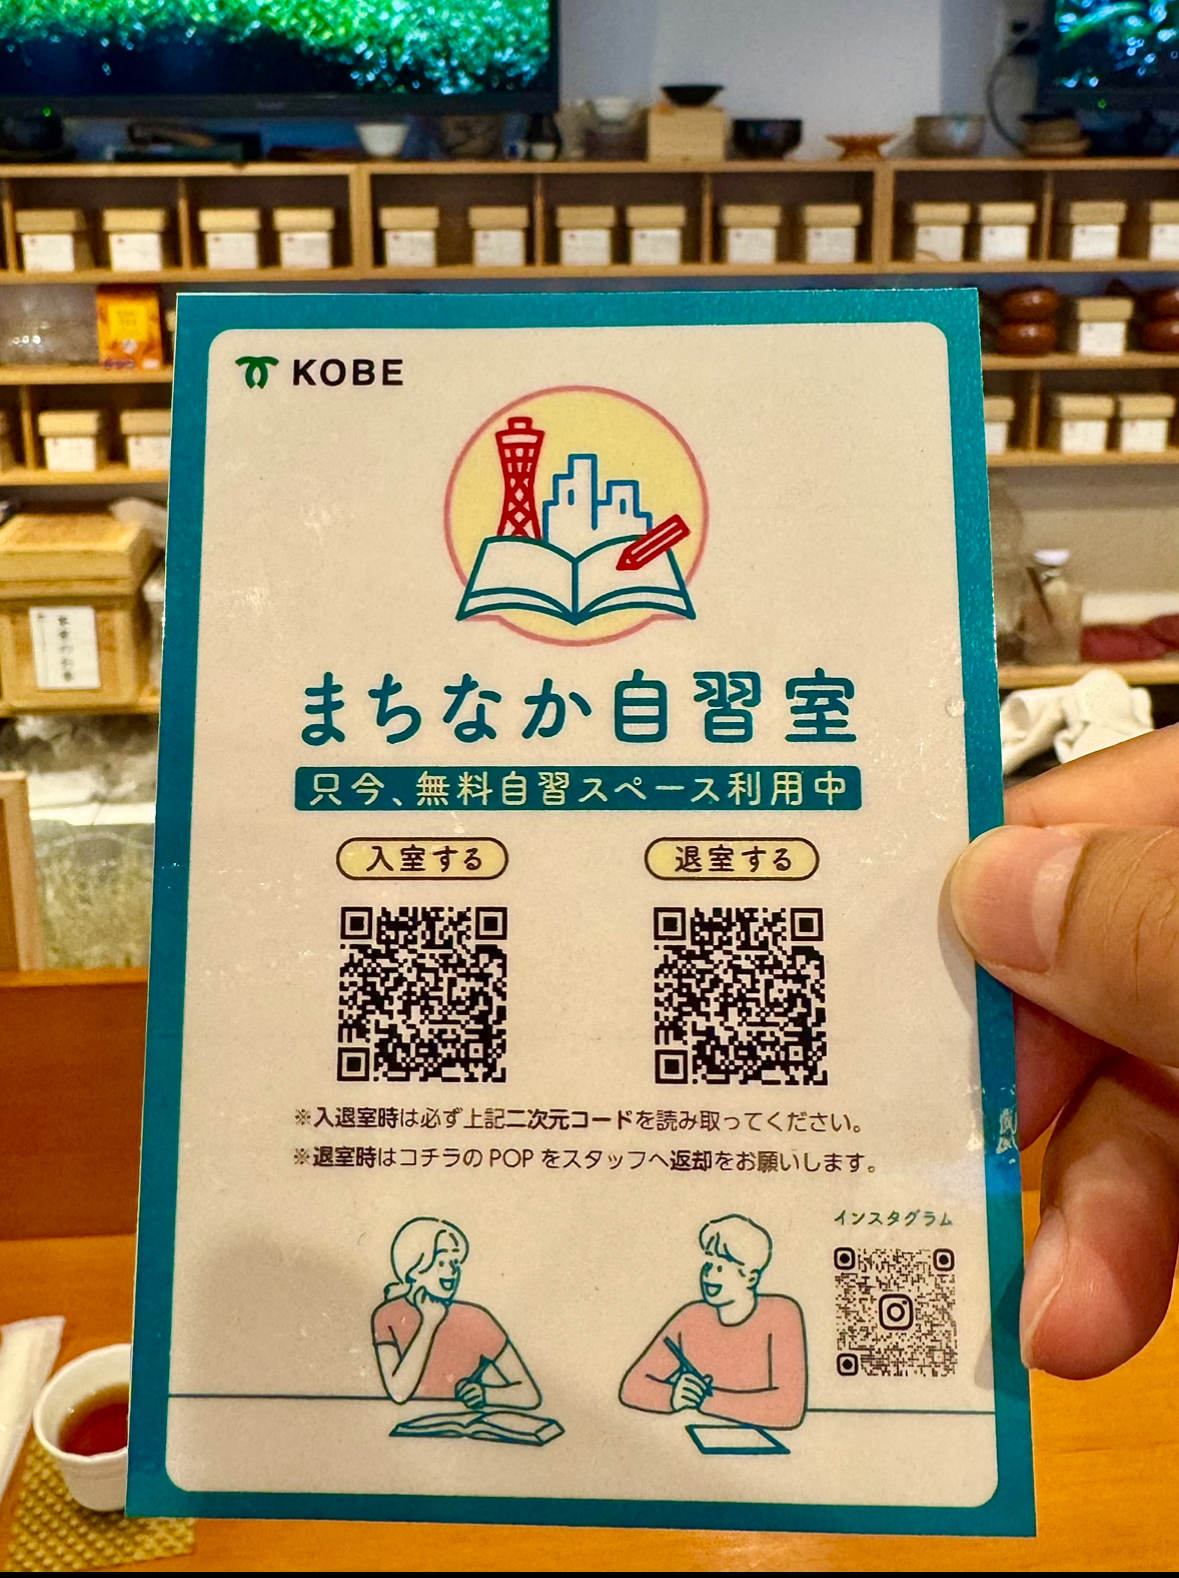 KOBE
まちなか自習室
只今、無料自習スペース利用中
入室する
退室する
※入退室時は必ず上記二次元コードを読み取ってください。
※退室時はコチラのPOPをスタッフへ返却をお願いします。
インスタグラム